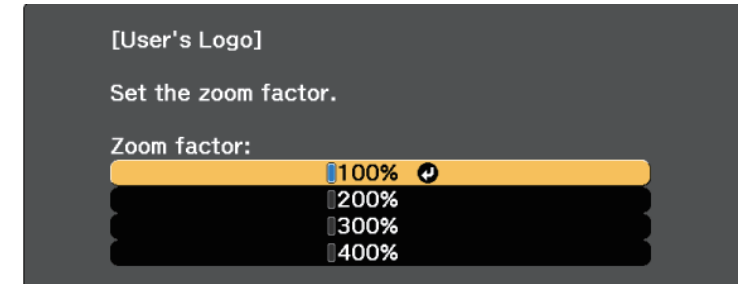 [User's Logo]
Set the zoom factor.
Zoom factor:
100%
200%
300%
400%